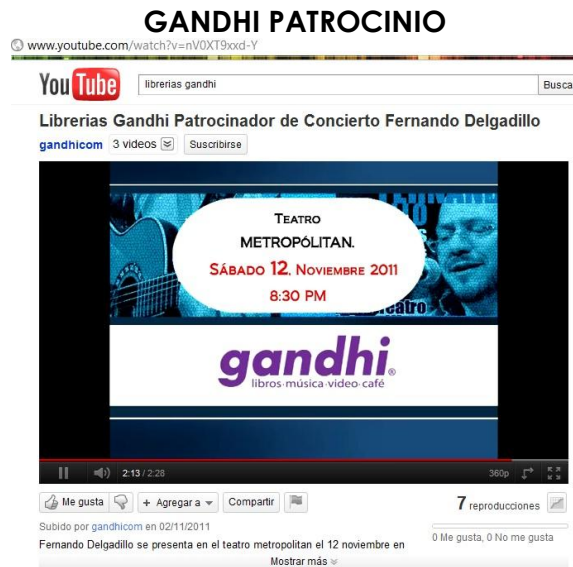 GANDHI PATROCINIO
www.youtube.com/watch?v=nV0XT9xxd-Y
YouTube
librerias gandhi
Busca
Librerias Gandhi Patrocinador de Concierto Fernando Delgadillo
gandhicom 3 videos Suscribirse
TEATRO
METROPÓLITAN.
SÁBADO 12. NOVIEMBRE 2011
8:30 PM
gandhi®
libros·música·video·café
2:13 / 2:28 360p
Me gusta + Agregar a Compartir 7 reproducciones
Subido por gandhicom en 02/11/2011 0 Me gusta, 0 No me gusta
Fernando Delgadillo se presenta en el teatro metropolitan el 12 noviembre en
Mostrar más